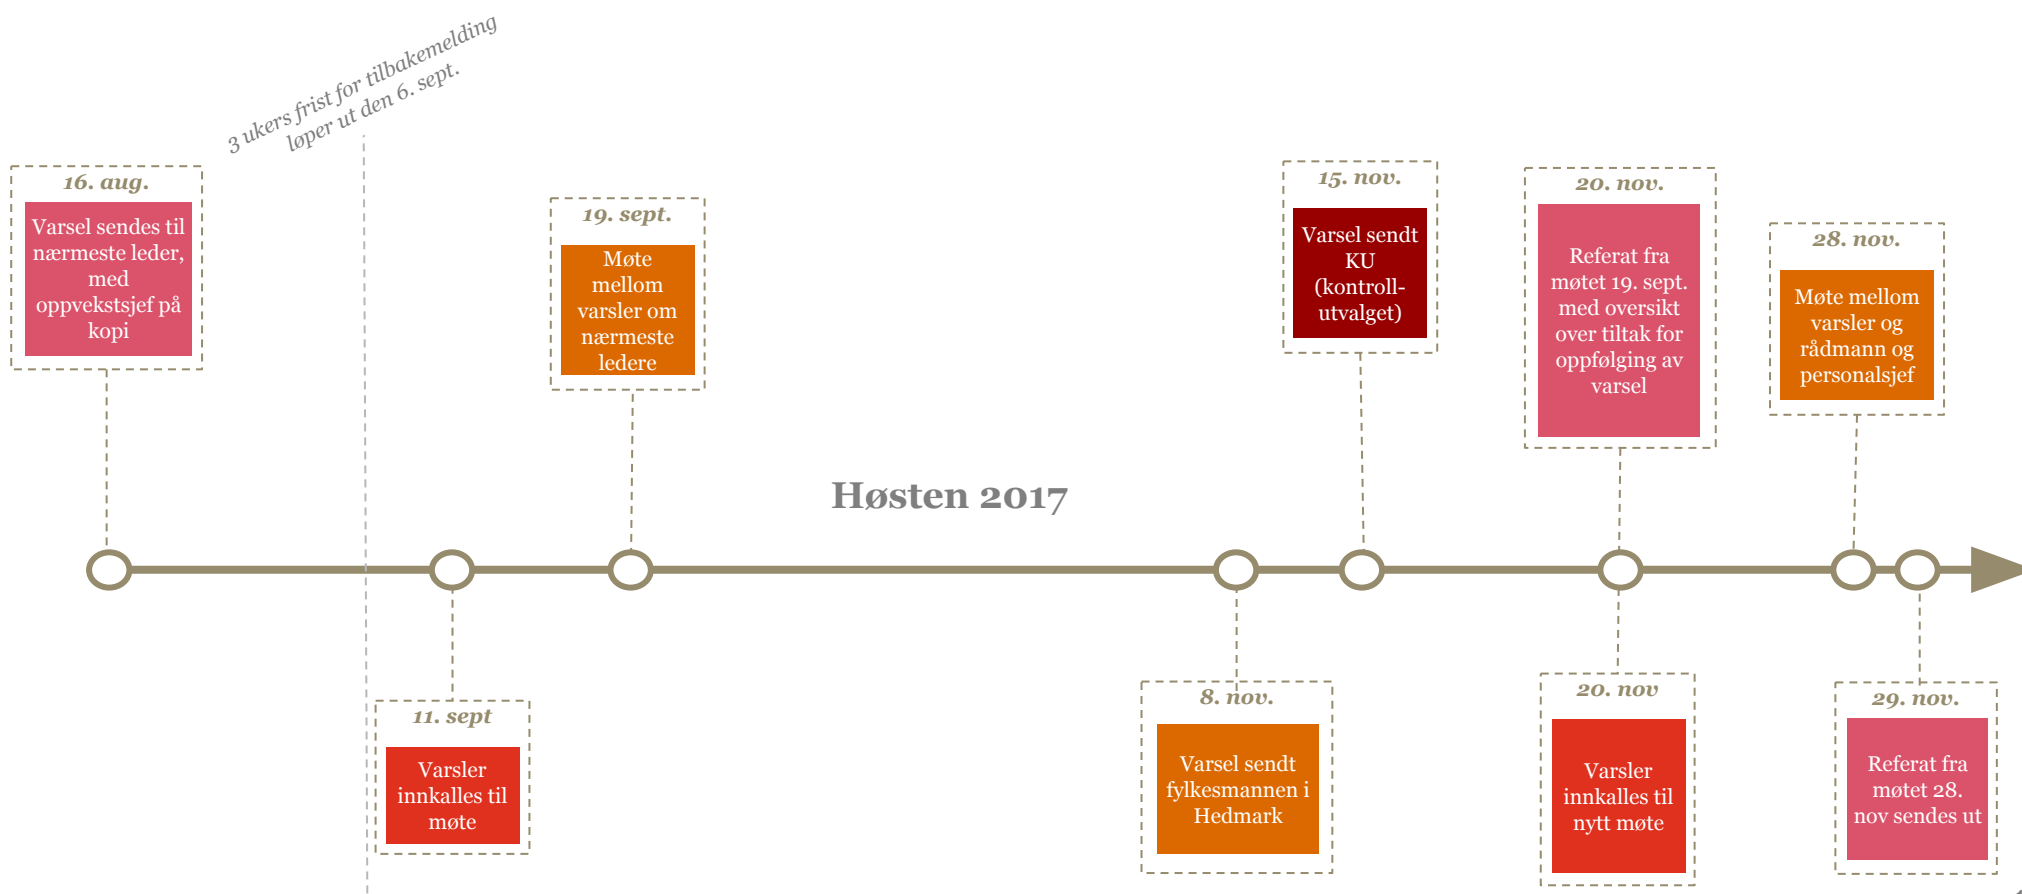 3 ukers frist for tilbakemelding
løper ut den 6. sept.
16. aug.
Varsel sendes til
nærmeste leder,
med
oppvekstsjef på
kopi
19. sept.
Møte
mellom
varsler om
nærmeste
ledere
15. nov.
Varsel sendt
KU
(kontroll-
utvalget)
20. nov.
Referat fra
møtet 19. sept.
med oversikt
over tiltak for
oppfølging av
varsel
28. nov.
Møte mellom
varsler og
rådmann og
personalsjef
Høsten 2017
11. sept
Varsler
innkalles til
møte
8. nov.
Varsel sendt
fylkesmannen i
Hedmark
20. nov
Varsler
innkalles til
nytt møte
29. nov.
Referat fra
møtet 28.
nov sendes ut